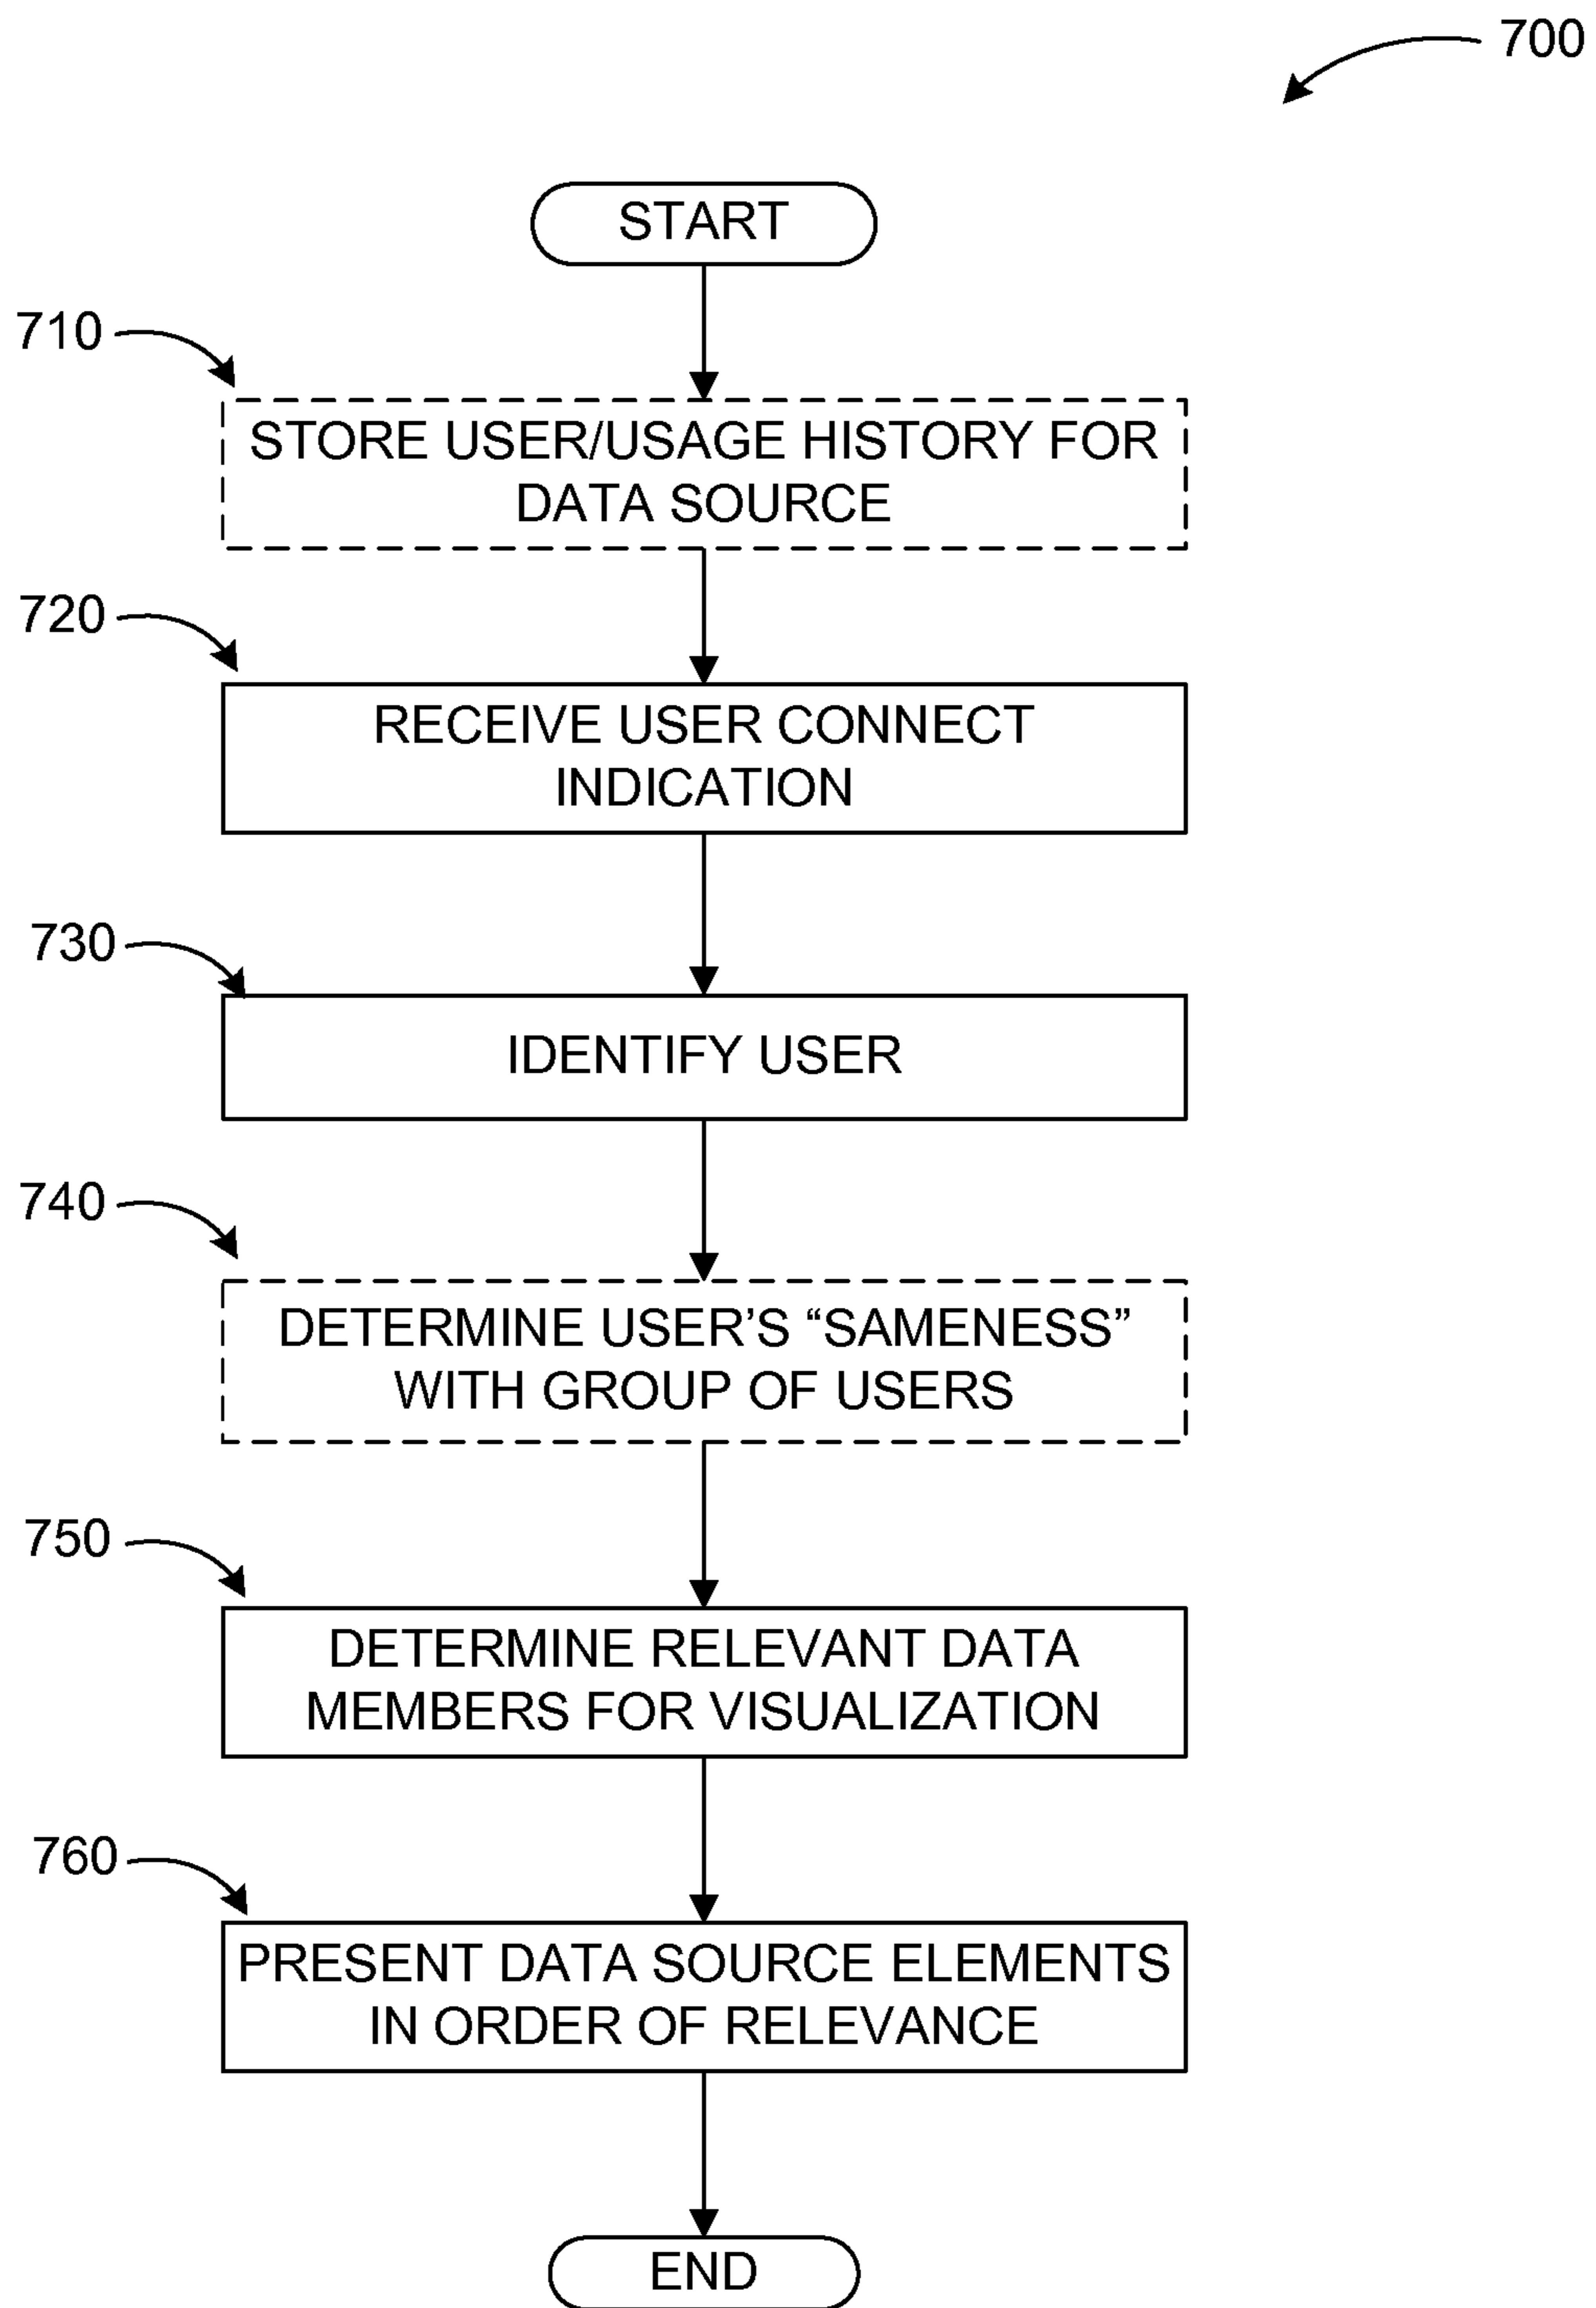 700
START
710
STORE USER/USAGE HISTORY FOR
DATA SOURCE
720
RECEIVE USER CONNECT
INDICATION
730
IDENTIFY USER
740
DETERMINE USER’S “SAMENESS”
WITH GROUP OF USERS
750
DETERMINE RELEVANT DATA
MEMBERS FOR VISUALIZATION
760
PRESENT DATA SOURCE ELEMENTS
IN ORDER OF RELEVANCE
END